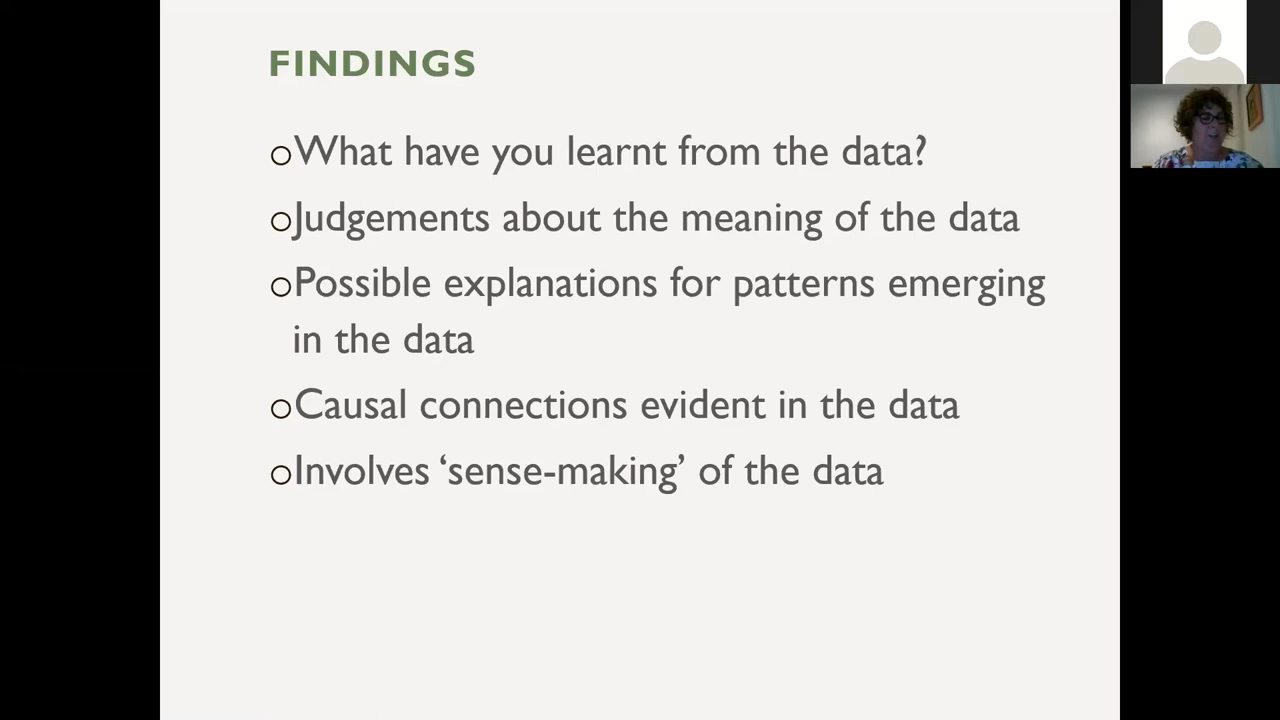 FINDINGS
oWhat have you learnt from the data?
oJudgements about the meaning of the data
oPossible explanations for patterns emerging
in the data
oCausal connections evident in the data
oInvolves ‘sense-making’ of the data